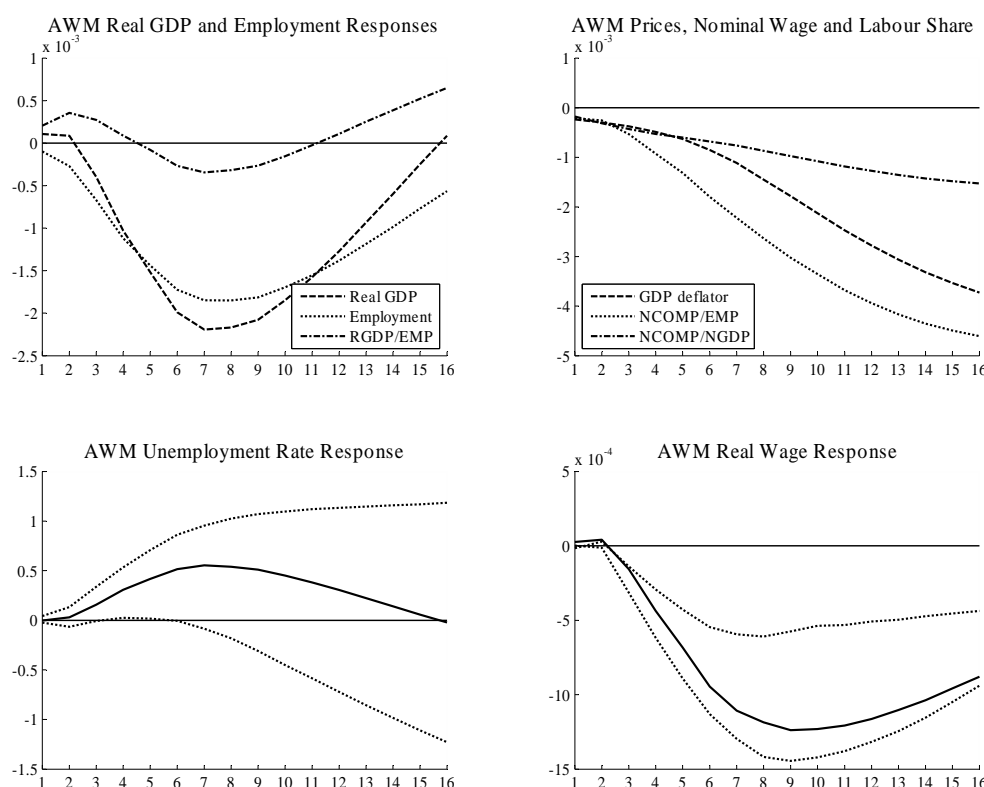 AWM Real GDP and Employment Responses
x 10⁻³
1
0.5
0
-0.5
-1
-1.5
-2
-2.5
1 2 3 4 5 6 7 8 9 10 11 12 13 14 15 16
Real GDP
Employment
RGDP/EMP
AWM Prices, Nominal Wage and Labour Share
x 10⁻³
1
0
-1
-2
-3
-4
-5
1 2 3 4 5 6 7 8 9 10 11 12 13 14 15 16
GDP deflator
NCOMP/EMP
NCOMP/NGDP
AWM Unemployment Rate Response
1.5
1
0.5
0
-0.5
-1
-1.5
1 2 3 4 5 6 7 8 9 10 11 12 13 14 15 16
AWM Real Wage Response
x 10⁻⁴
5
0
-5
-10
-15
1 2 3 4 5 6 7 8 9 10 11 12 13 14 15 16